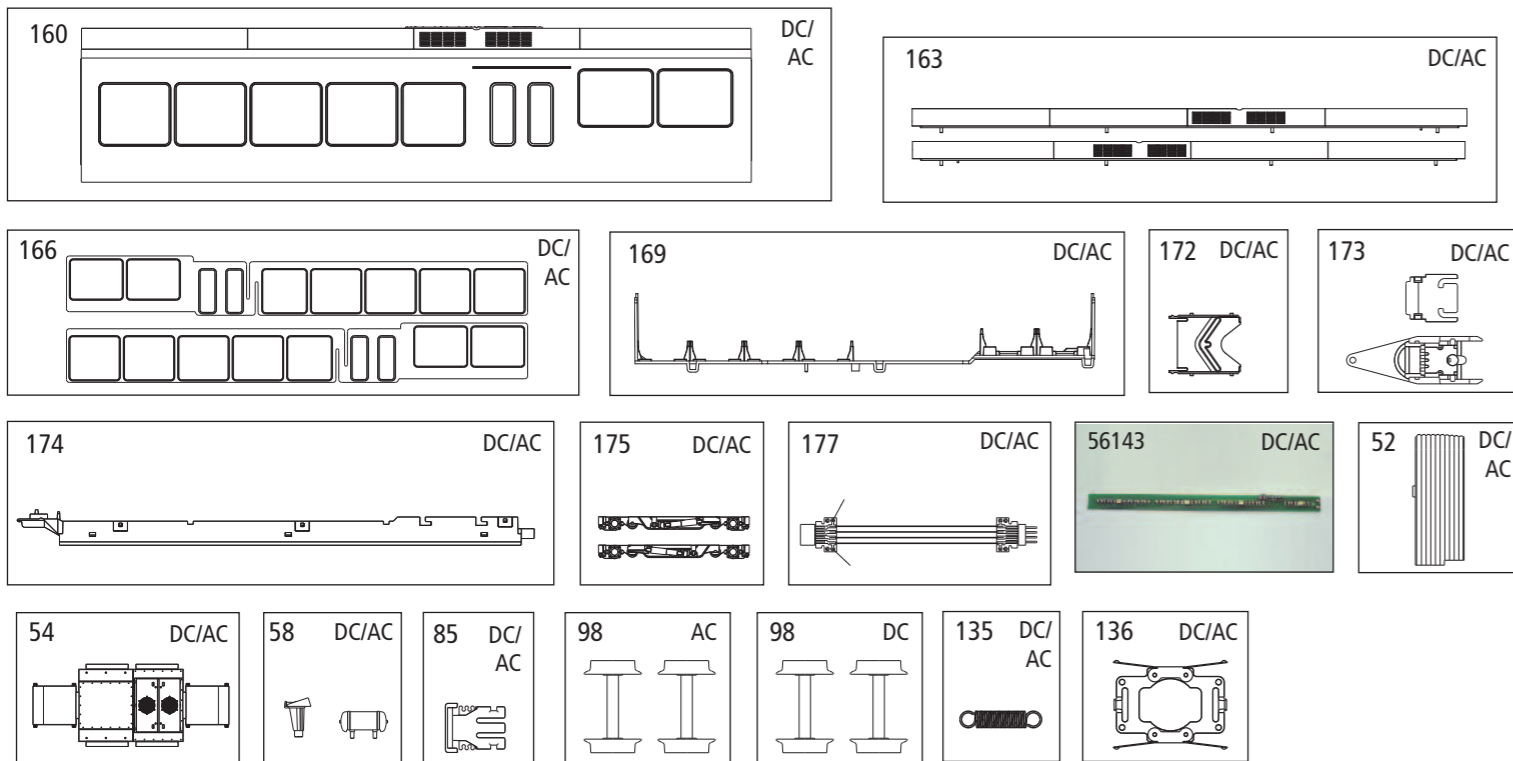 160
DC/
AC
163
DC/AC
166
DC/
AC
169
DC/AC
172 DC/AC
173
DC/AC
174
DC/AC
175 DC/AC
177
DC/AC
56143
DC/AC
52
DC/
AC
54
DC/AC
58 DC/AC
85 DC/
AC
98 AC
98 DC
135 DC/
AC
136 DC/AC